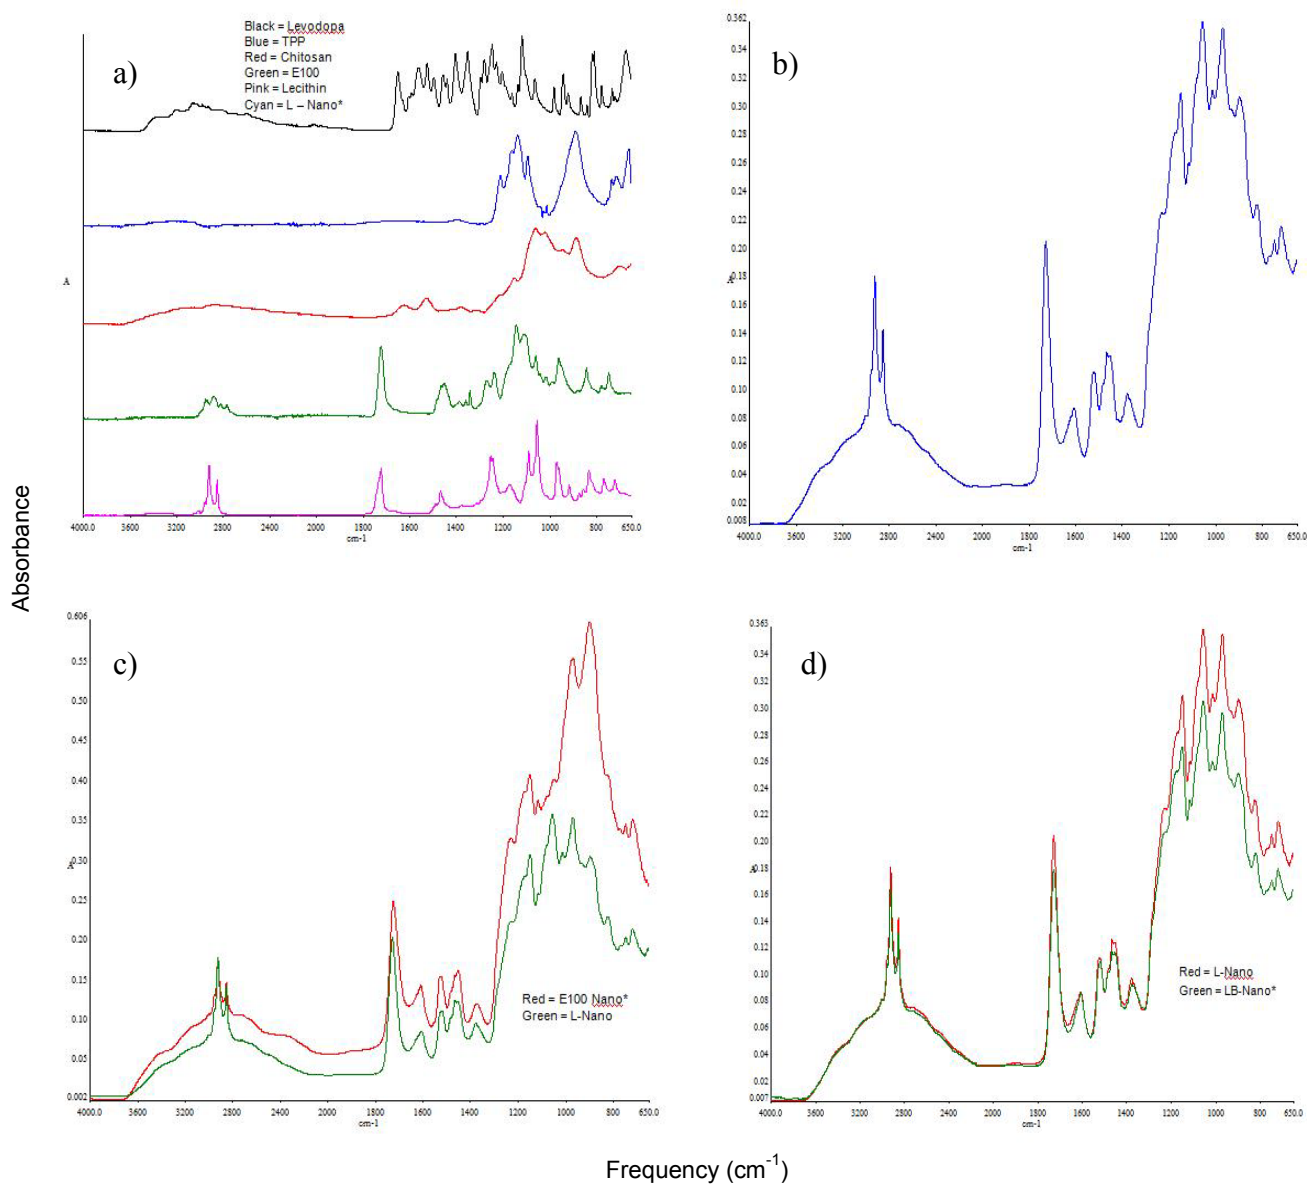 a)
Black = Levodopa
Blue = TPP
Red = Chitosan
Green = E100
Pink = Lecithin
Cyan = L – Nano*
A
4000.0 3600 3200 2800 2400 2000 1800 1600 1400 1200 1000 800 650.0
cm-1
b)
0.362
0.34
0.32
0.30
0.28
0.26
0.24
0.22
0.20
0.18
A
0.16
0.14
0.12
0.10
0.08
0.06
0.04
0.02
0.008
4000.0 3600 3200 2800 2400 2000 1800 1600 1400 1200 1000 800 650.0
cm-1
Absorbance
c)
0.606
0.55
0.50
0.45
0.40
0.35
A 0.30
0.25
0.20
0.15
0.10
0.05
0.002
Red = E100 Nano*
Green = L-Nano
4000.0 3600 3200 2800 2400 2000 1800 1600 1400 1200 1000 800 650.0
cm-1
d)
0.363
0.34
0.32
0.30
0.28
0.26
0.24
0.22
0.20
0.18
A
0.16
0.14
0.12
0.10
0.08
0.06
0.04
0.02
0.007
Red = L-Nano
Green = LB-Nano*
4000.0 3600 3200 2800 2400 2000 1800 1600 1400 1200 1000 800 650.0
cm-1
Frequency (cm-1)